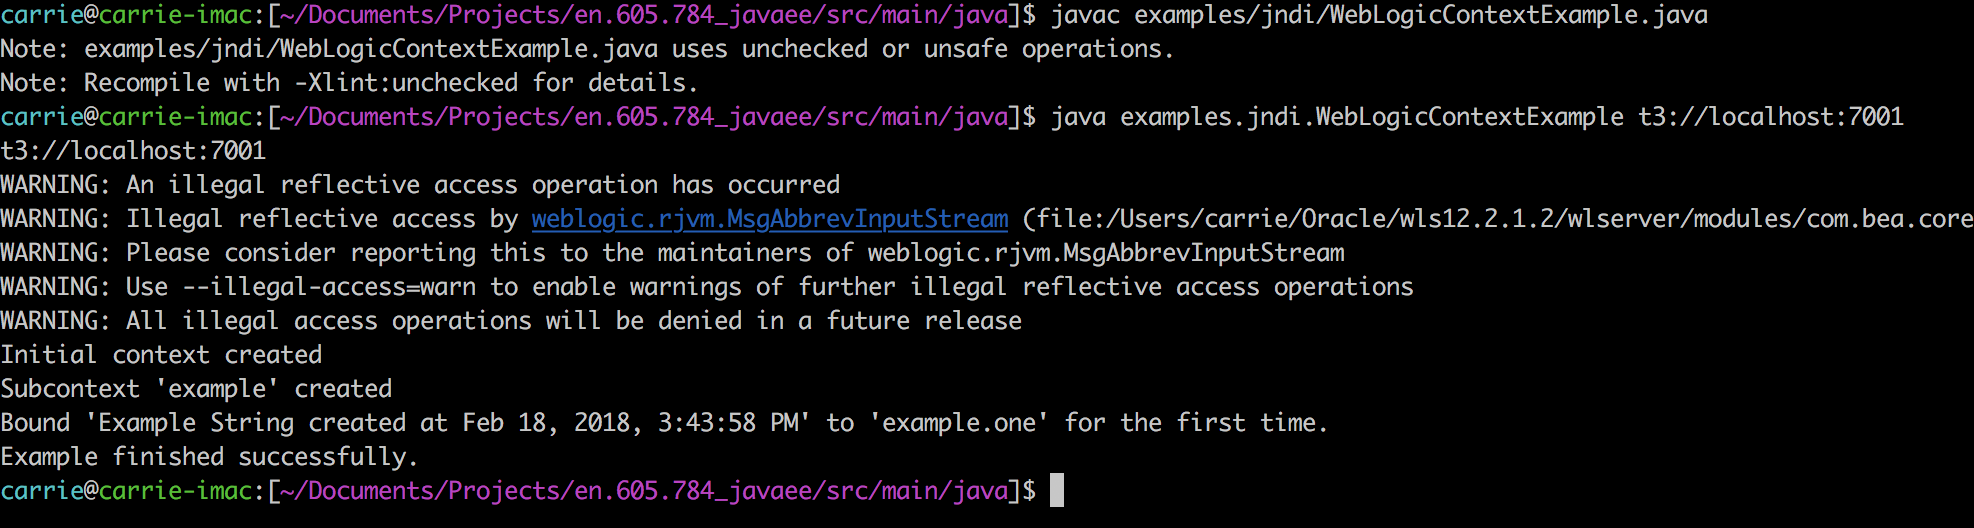 carrie@carrie-imac:[~/Documents/Projects/en.605.784_javaee/src/main/java]$ javac examples/jndi/WebLogicContextExample.java
Note: examples/jndi/WebLogicContextExample.java uses unchecked or unsafe operations.
Note: Recompile with -Xlint:unchecked for details.
carrie@carrie-imac:[~/Documents/Projects/en.605.784_javaee/src/main/java]$ java examples.jndi.WebLogicContextExample t3://localhost:7001
t3://localhost:7001
WARNING: An illegal reflective access operation has occurred
WARNING: Illegal reflective access by weblogic.rjvm.MsgAbbrevInputStream (file:/Users/carrie/Oracle/wls12.2.1.2/wlserver/modules/com.bea.core
WARNING: Please consider reporting this to the maintainers of weblogic.rjvm.MsgAbbrevInputStream
WARNING: Use --illegal-access=warn to enable warnings of further illegal reflective access operations
WARNING: All illegal access operations will be denied in a future release
Initial context created
Subcontext 'example' created
Bound 'Example String created at Feb 18, 2018, 3:43:58 PM' to 'example.one' for the first time.
Example finished successfully.
carrie@carrie-imac:[~/Documents/Projects/en.605.784_javaee/src/main/java]$